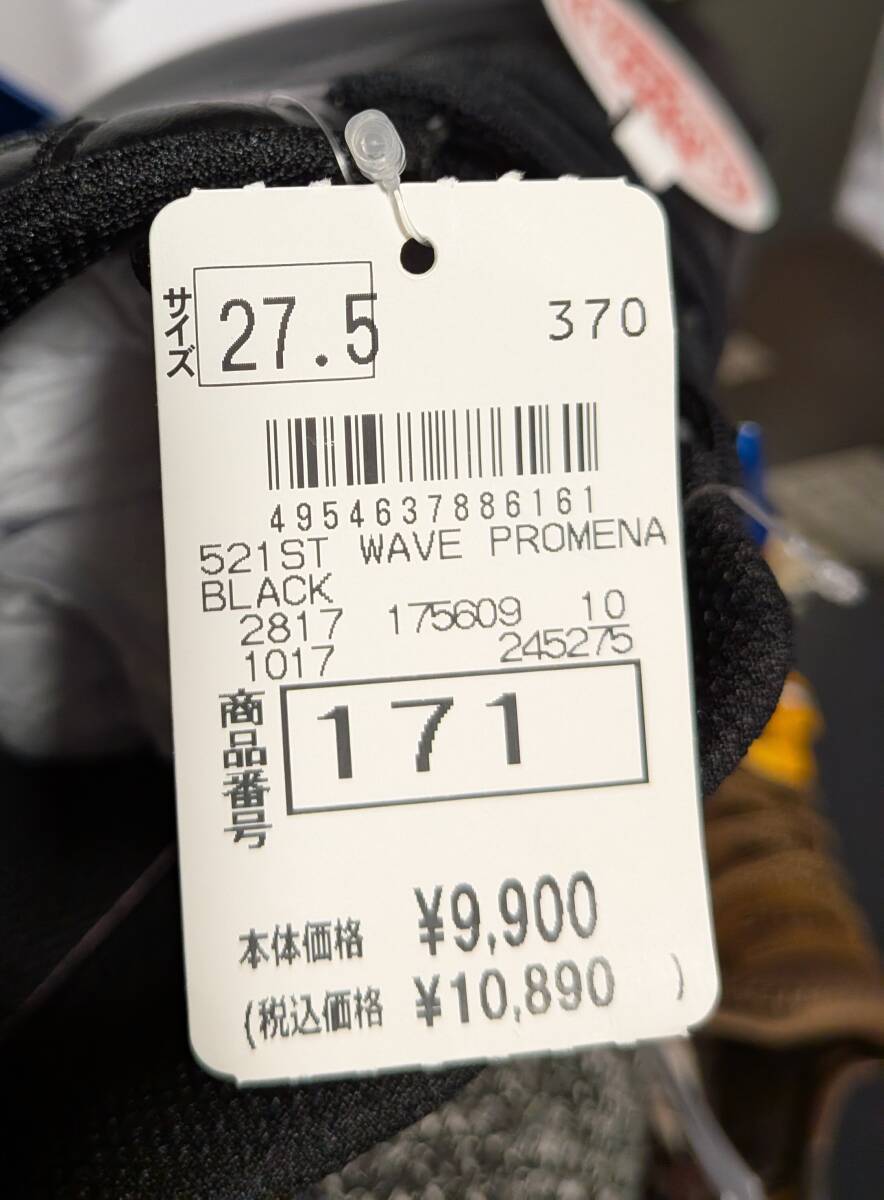 サイズ 27.5 370
4954637886161
521ST WAVE PROMENA
BLACK
2817 175609 10
1017 245275
商品番号 171
本体価格 ¥9,900
(税込価格 ¥10,890 )